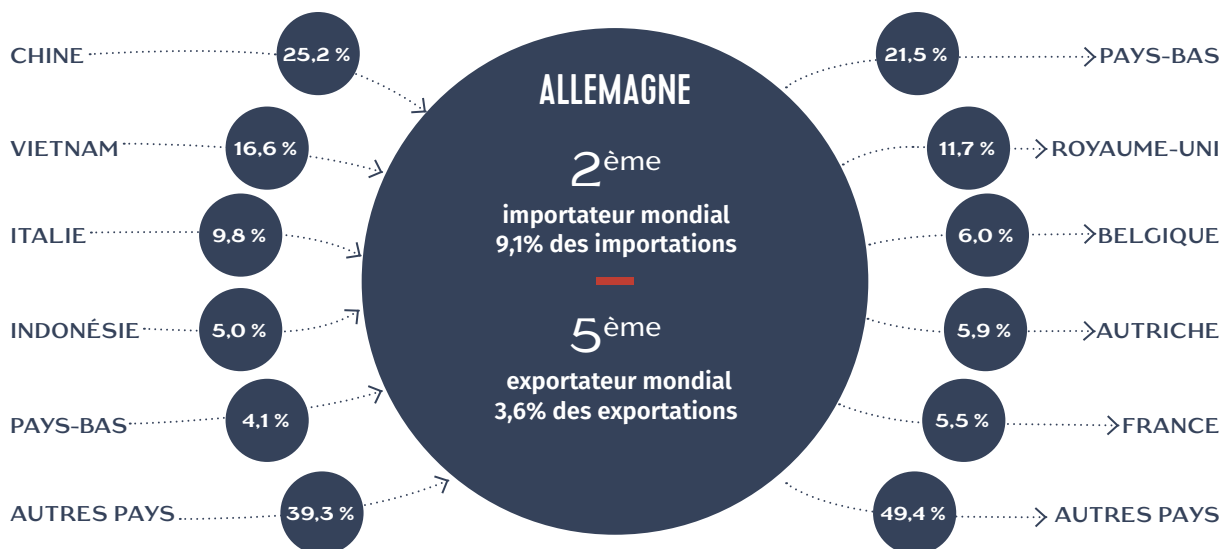 CHINE
25,2 %
VIETNAM
16,6 %
ITALIE
9,8 %
INDONÉSIE
5,0 %
PAYS-BAS
4,1 %
AUTRES PAYS
39,3 %
ALLEMAGNE
2ème
importateur mondial
9,1% des importations
5ème
exportateur mondial
3,6% des exportations
21,5 %
PAYS-BAS
11,7 %
ROYAUME-UNI
6,0 %
BELGIQUE
5,9 %
AUTRICHE
5,5 %
FRANCE
49,4 %
AUTRES PAYS